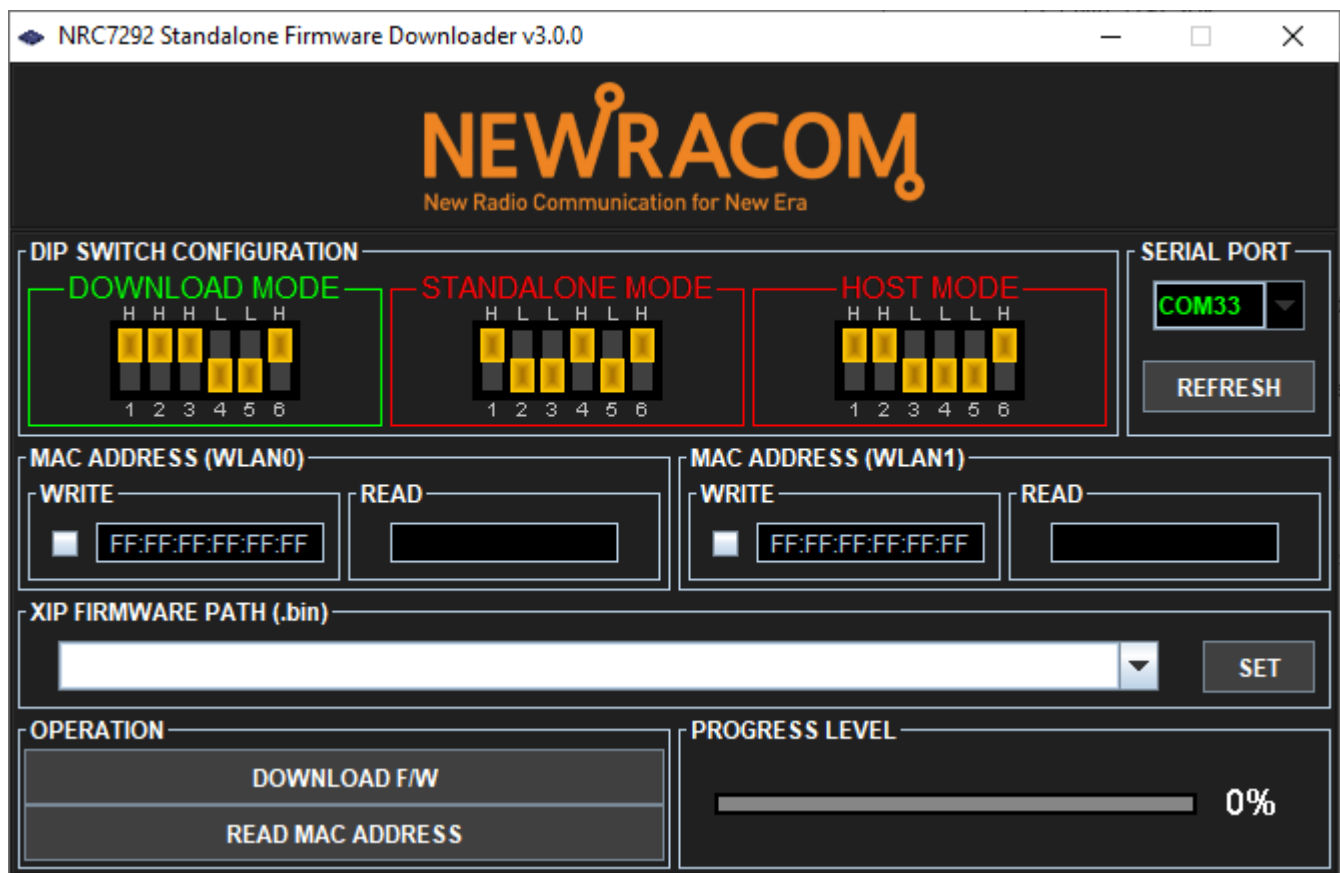 NRC7292 Standalone Firmware Downloader v3.0.0
NEWRACOM
New Radio Communication for New Era
DIP SWITCH CONFIGURATION
DOWNLOAD MODE
H H H L L H
1 2 3 4 5 6
STANDALONE MODE
H L L H L H
1 2 3 4 5 6
HOST MODE
H H L L L H
1 2 3 4 5 6
SERIAL PORT
COM33
REFRESH
MAC ADDRESS (WLAN0)
WRITE
FF:FF:FF:FF:FF:FF
READ
MAC ADDRESS (WLAN1)
WRITE
FF:FF:FF:FF:FF:FF
READ
XIP FIRMWARE PATH (.bin)
SET
OPERATION
DOWNLOAD F/W
READ MAC ADDRESS
PROGRESS LEVEL
0%